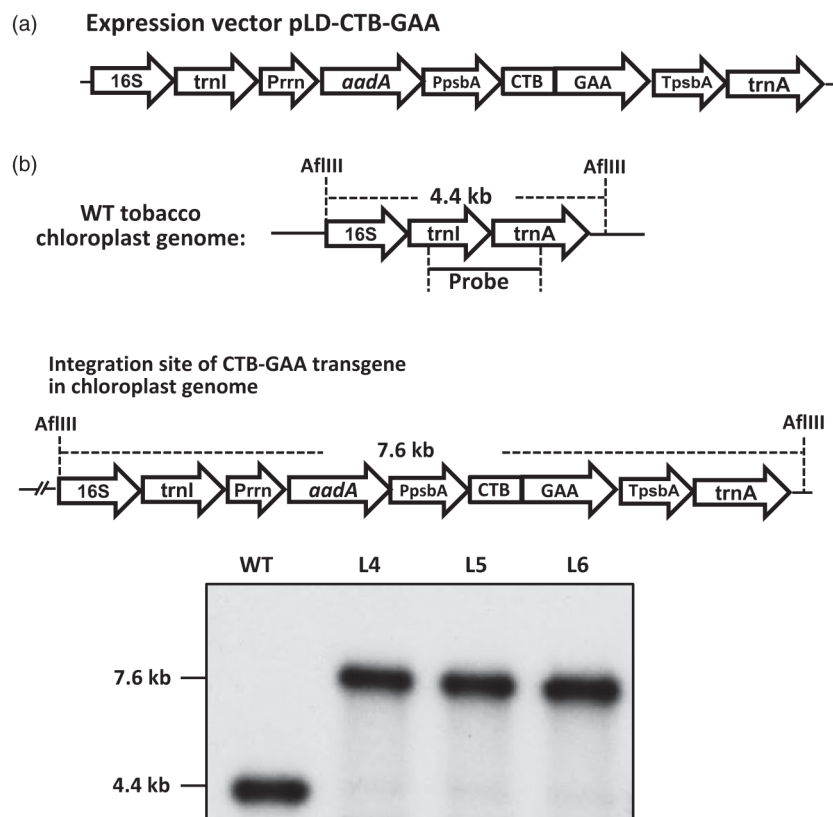 (a) Expression vector pLD-CTB-GAA
16S trnI Prrn aadA PpsbA CTB GAA TpsbA trnA
(b)
AflIII AflIII
4.4 kb
WT tobacco
chloroplast genome:
16S trnI trnA
Probe
Integration site of CTB-GAA transgene
in chloroplast genome
AflIII AflIII
7.6 kb
16S trnI Prrn aadA PpsbA CTB GAA TpsbA trnA
WT L4 L5 L6
7.6 kb
4.4 kb